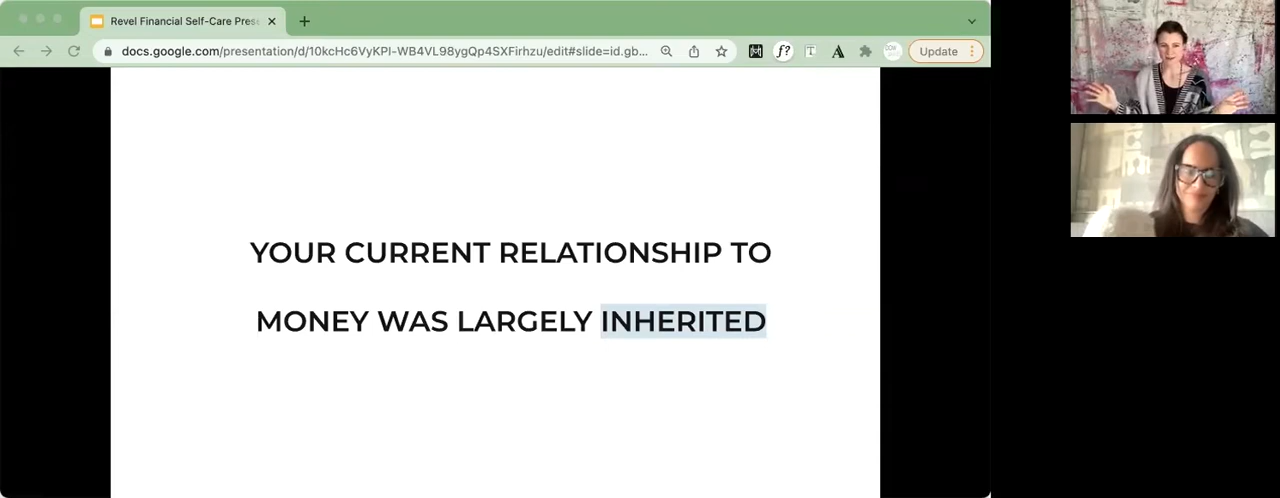 Revel Financial Self-Care Pres
docs.google.com/presentation/d/10kcHc6VyKPI-WB4VL98ygQp4SXFirhzu/edit#slide=id.gb...
f?
T
A
Update
YOUR CURRENT RELATIONSHIP TO
MONEY WAS LARGELY INHERITED